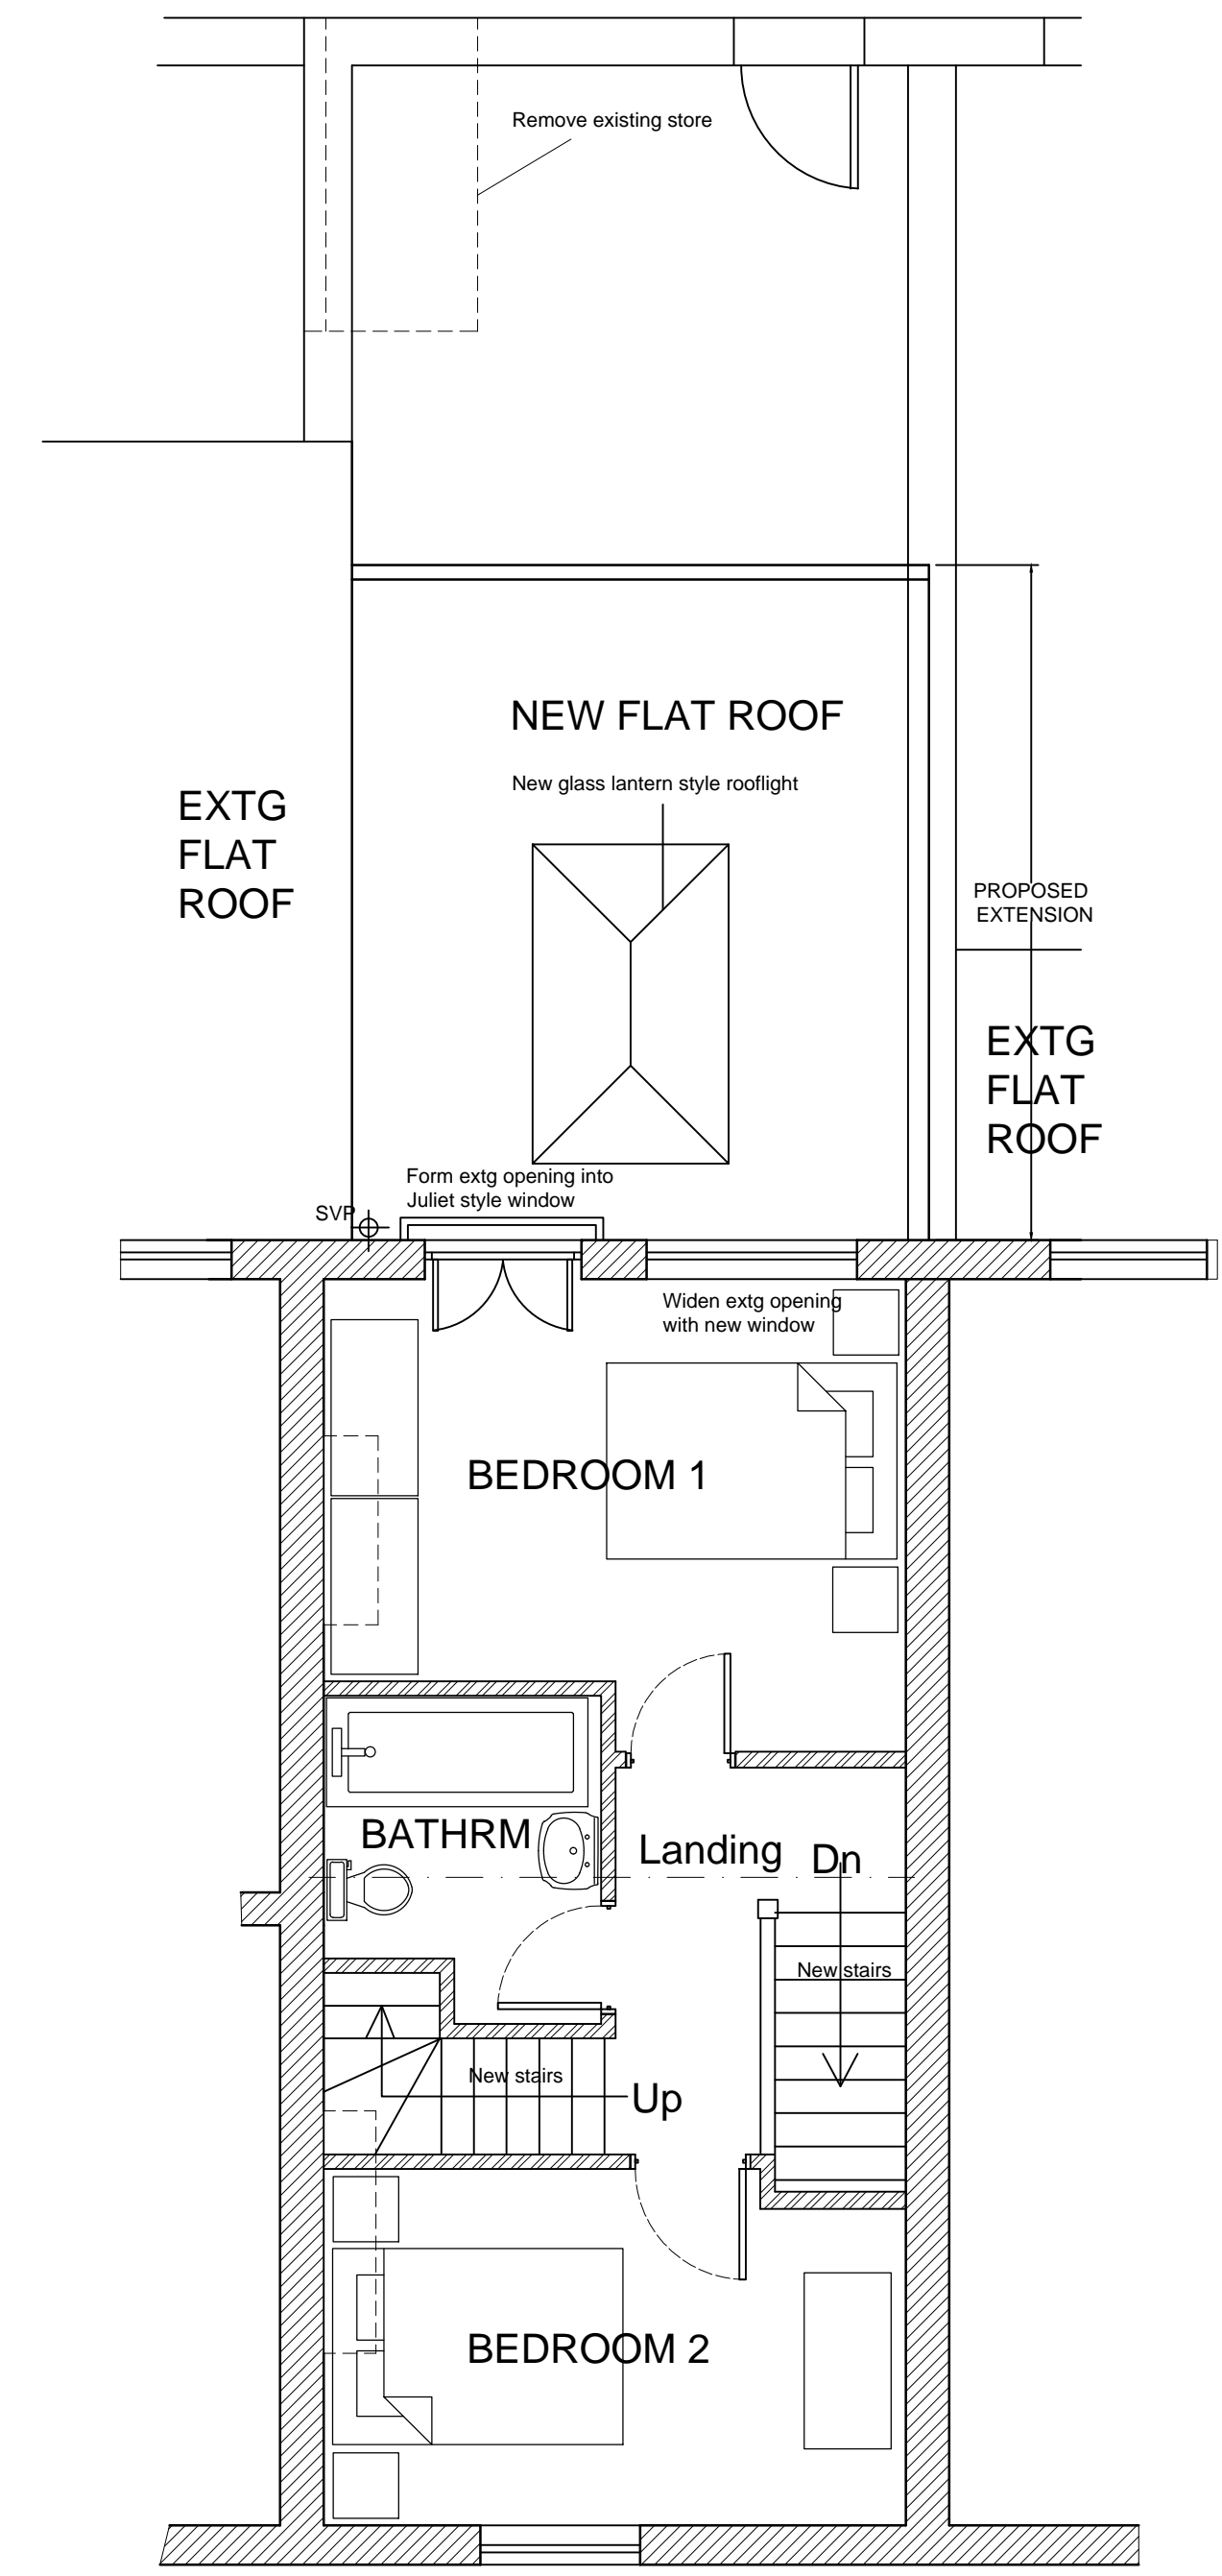 Remove existing store
NEW FLAT ROOF
New glass lantern style rooflight
EXTG
FLAT
ROOF
PROPOSED
EXTENSION
EXTG
FLAT
ROOF
Form extg opening into
Juliet style window
SVP
Widen extg opening
with new window
BEDROOM 1
BATHRM
Landing
Dn
New stairs
New stairs
Up
BEDROOM 2